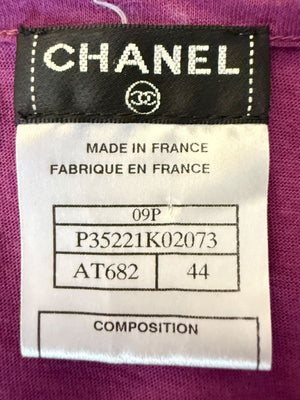 CHANEL
MADE IN FRANCE
FABRIQUE EN FRANCE
09P
P35221K02073
AT682 44
COMPOSITION